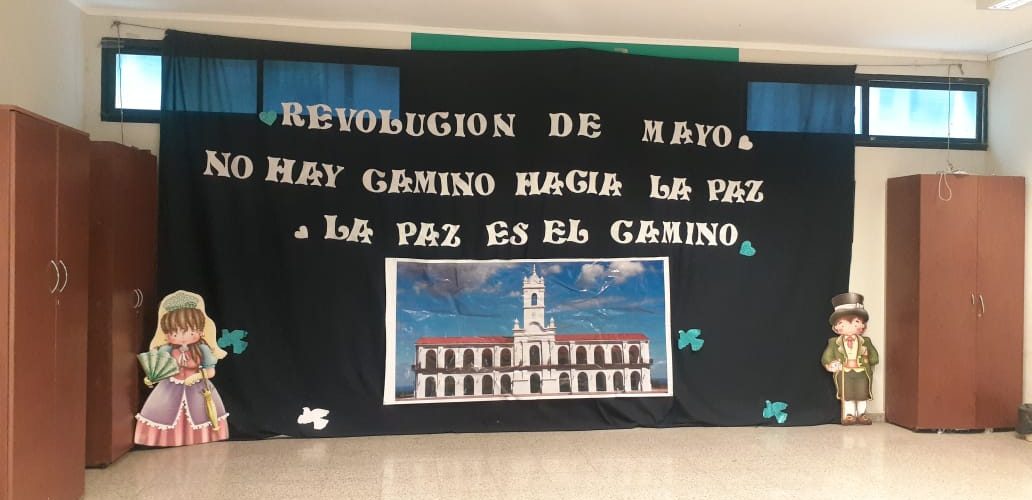 REVOLUCION DE MAYO
NO HAY CAMINO HACIA LA PAZ
LA PAZ ES EL CAMINO